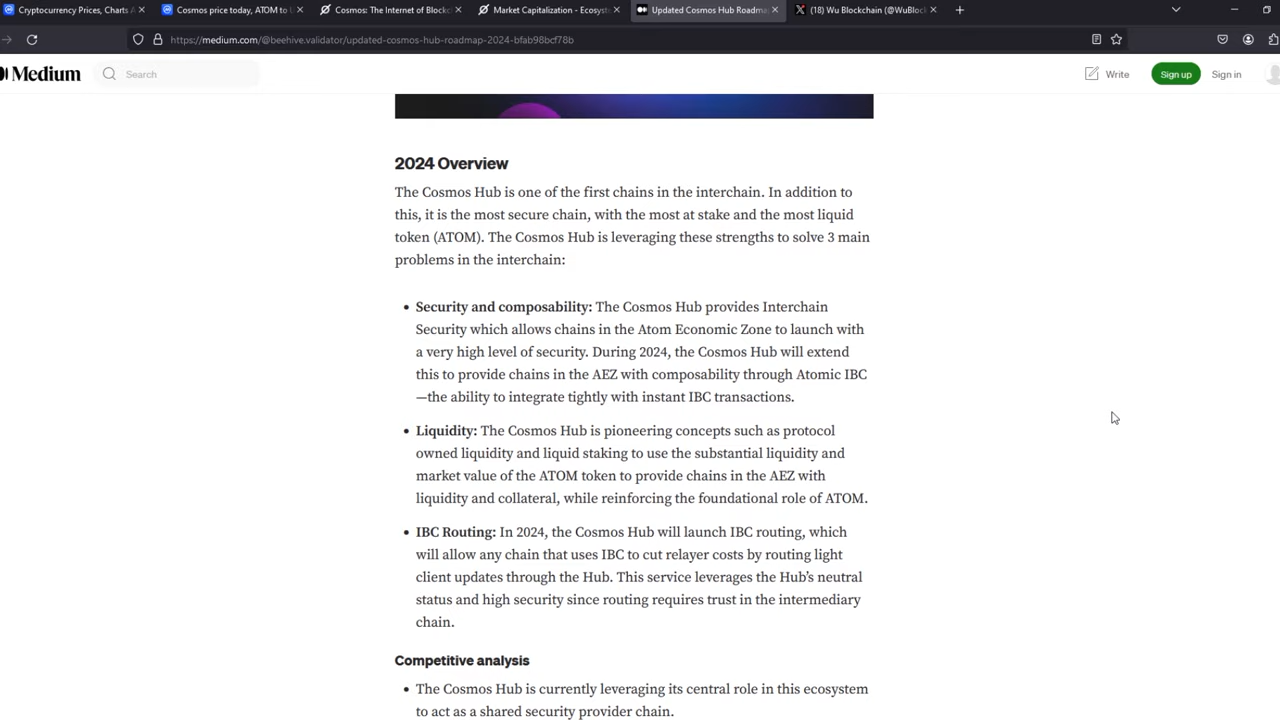 Cryptocurrency Prices, Charts A
Cosmos price today, ATOM to U
Cosmos: The Internet of Blockch
Market Capitalization - Ecosyste
Updated Cosmos Hub Roadma
(18) Wu Blockchain (@WuBlock
https://medium.com/@beehive.validator/updated-cosmos-hub-roadmap-2024-bfab98bcf78b
Medium
Search
Write
Sign up
Sign in
2024 Overview
The Cosmos Hub is one of the first chains in the interchain. In addition to
this, it is the most secure chain, with the most at stake and the most liquid
token (ATOM). The Cosmos Hub is leveraging these strengths to solve 3 main
problems in the interchain:
• Security and composability: The Cosmos Hub provides Interchain
Security which allows chains in the Atom Economic Zone to launch with
a very high level of security. During 2024, the Cosmos Hub will extend
this to provide chains in the AEZ with composability through Atomic IBC
—the ability to integrate tightly with instant IBC transactions.
• Liquidity: The Cosmos Hub is pioneering concepts such as protocol
owned liquidity and liquid staking to use the substantial liquidity and
market value of the ATOM token to provide chains in the AEZ with
liquidity and collateral, while reinforcing the foundational role of ATOM.
• IBC Routing: In 2024, the Cosmos Hub will launch IBC routing, which
will allow any chain that uses IBC to cut relayer costs by routing light
client updates through the Hub. This service leverages the Hub’s neutral
status and high security since routing requires trust in the intermediary
chain.
Competitive analysis
• The Cosmos Hub is currently leveraging its central role in this ecosystem
to act as a shared security provider chain.